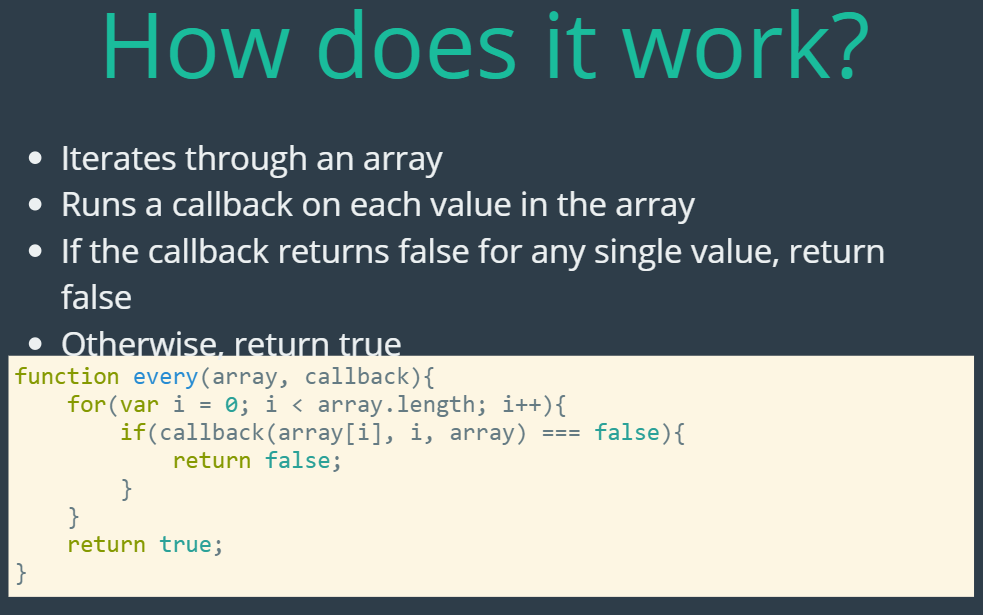 How does it work?
• Iterates through an array
• Runs a callback on each value in the array
• If the callback returns false for any single value, return
false
• Otherwise, return true
function every(array, callback){
    for(var i = 0; i < array.length; i++){
        if(callback(array[i], i, array) === false){
            return false;
        }
    }
    return true;
}